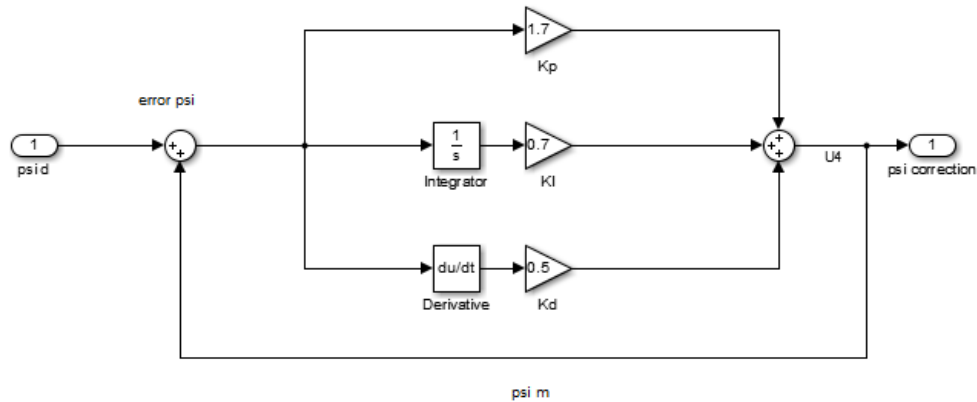 1.7
Kp
error psi
1
psi d
+
+
1
s
Integrator
0.7
KI
+
+
+
U4
1
psi correction
du/dt
Derivative
0.5
Kd
psi m